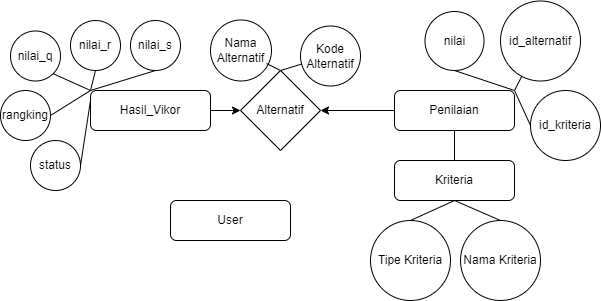 nilai_q
nilai_r
nilai_s
Nama
Alternatif
Kode
Alternatif
nilai
id_alternatif
rangking
Hasil_Vikor
Alternatif
Penilaian
id_kriteria
status
Kriteria
User
Tipe Kriteria
Nama Kriteria